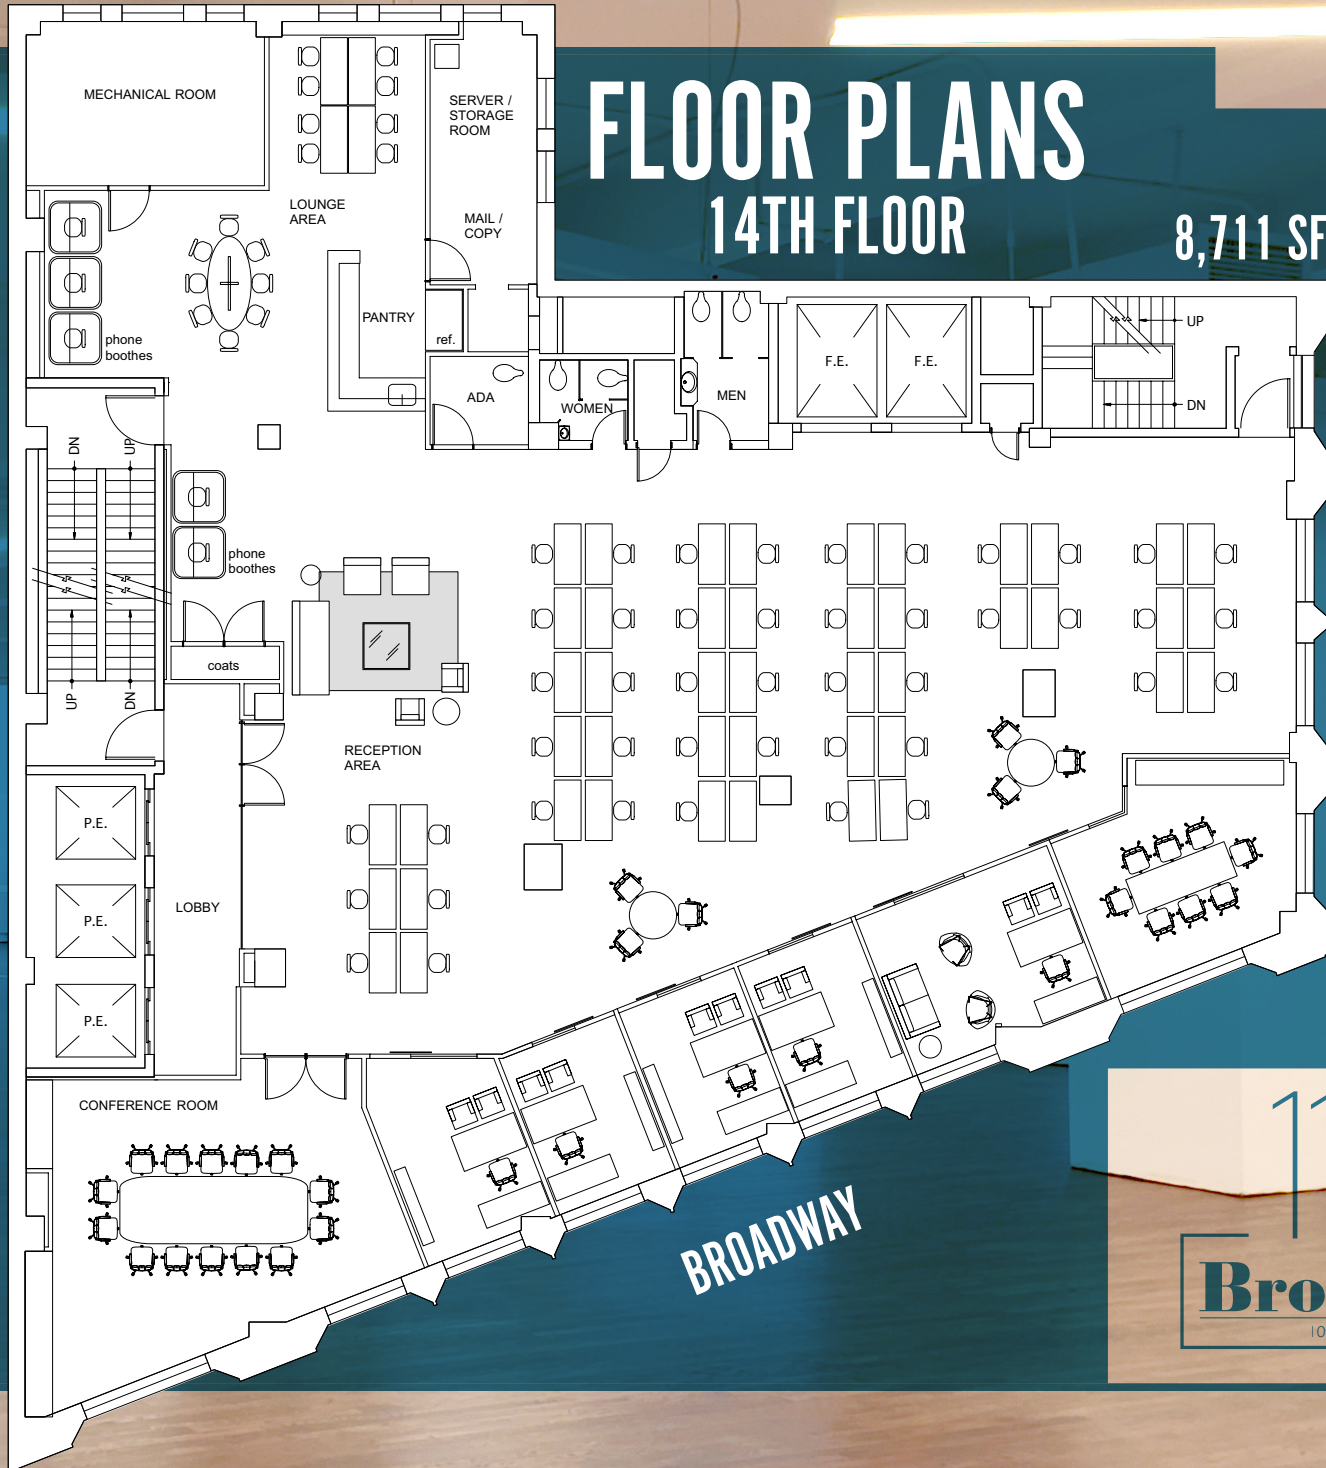 FLOOR PLANS
14TH FLOOR
8,711 SF
MECHANICAL ROOM
SERVER /
STORAGE
ROOM
LOUNGE
AREA
MAIL /
COPY
PANTRY
ref.
phone
boothes
ADA
WOMEN
MEN
F.E.
F.E.
UP
DN
DN
UP
phone
boothes
coats
UP
DN
RECEPTION
AREA
P.E.
P.E.
P.E.
LOBBY
CONFERENCE ROOM
BROADWAY
11
Bro
10